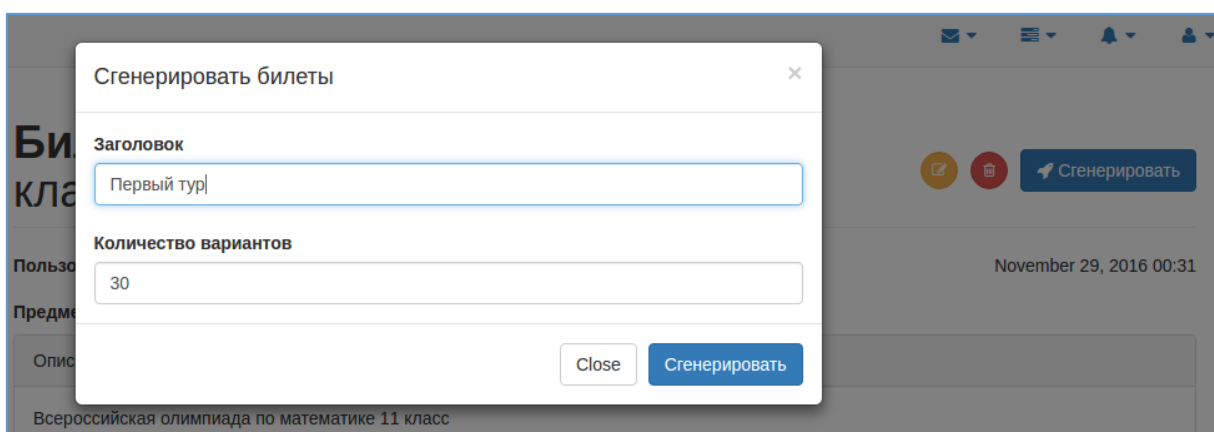 Сгенерировать билеты ×
Заголовок
Первый тур
Сгенерировать
Количество вариантов
30
November 29, 2016 00:31
Close Сгенерировать
Всероссийская олимпиада по математике 11 класс